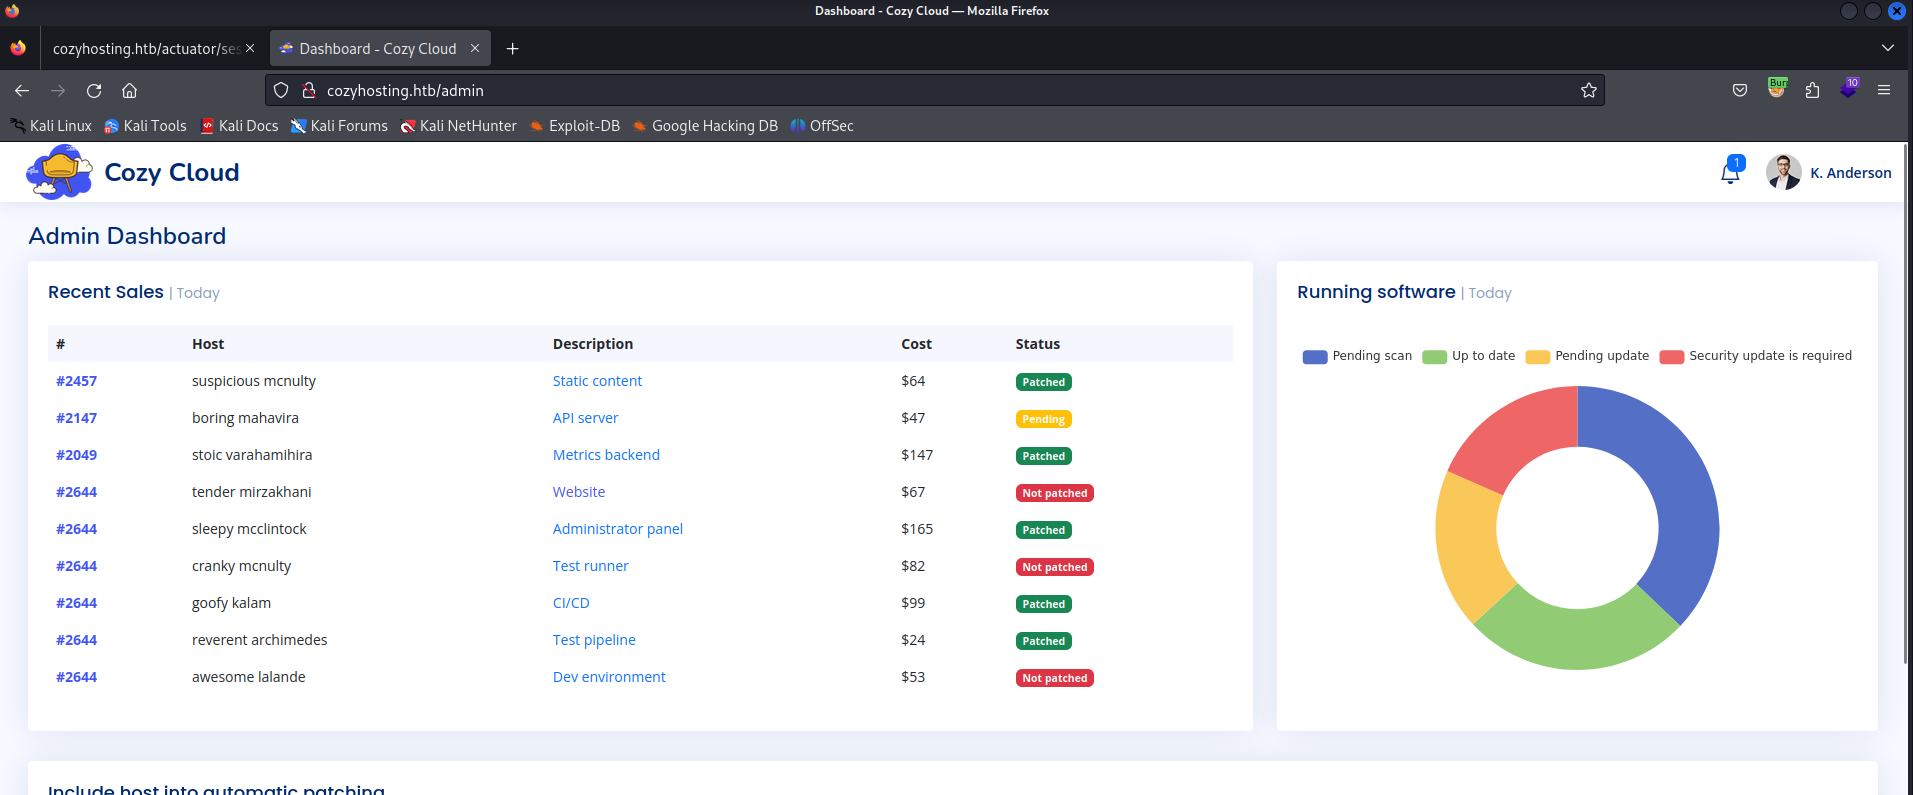 Dashboard - Cozy Cloud — Mozilla Firefox
cozyhosting.htb/actuator/ses
Dashboard - Cozy Cloud
cozyhosting.htb/admin
Burp
10
Kali Linux
Kali Tools
Kali Docs
Kali Forums
Kali NetHunter
Exploit-DB
Google Hacking DB
OffSec
Cozy Cloud
1
K. Anderson
Admin Dashboard
Recent Sales | Today
# Host Description Cost Status
#2457 suspicious mcnulty Static content $64 Patched
#2147 boring mahavira API server $47 Pending
#2049 stoic varahamihira Metrics backend $147 Patched
#2644 tender mirzakhani Website $67 Not patched
#2644 sleepy mcclintock Administrator panel $165 Patched
#2644 cranky mcnulty Test runner $82 Not patched
#2644 goofy kalam CI/CD $99 Patched
#2644 reverent archimedes Test pipeline $24 Patched
#2644 awesome lalande Dev environment $53 Not patched
Running software | Today
Pending scan
Up to date
Pending update
Security update is required
Include host into automatic patching